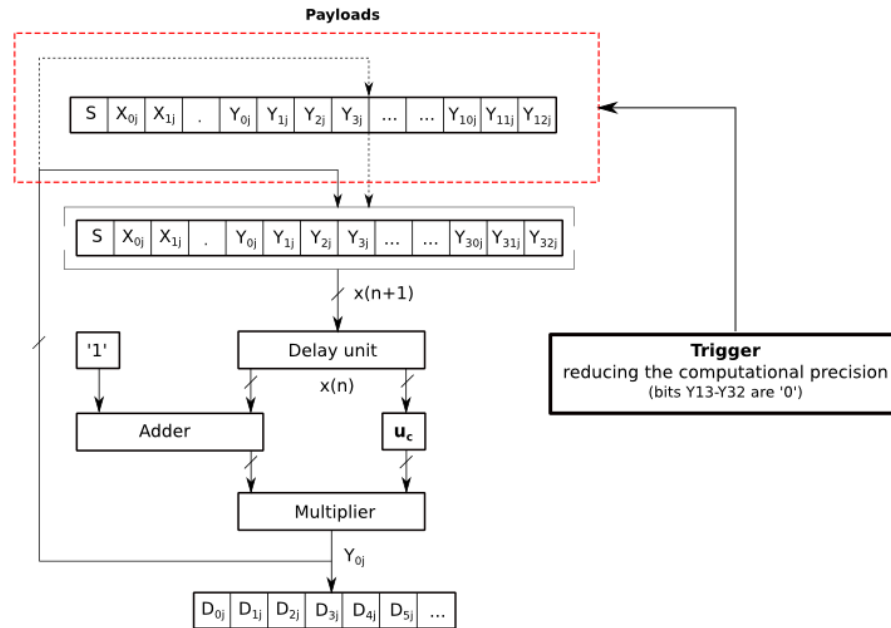 Payloads
S X₀ⱼ X₁ⱼ . Y₀ⱼ Y₁ⱼ Y₂ⱼ Y₃ⱼ ... ... Y₁₀ⱼ Y₁₁ⱼ Y₁₂ⱼ
S X₀ⱼ X₁ⱼ . Y₀ⱼ Y₁ⱼ Y₂ⱼ Y₃ⱼ ... ... Y₃₀ⱼ Y₃₁ⱼ Y₃₂ⱼ
x(n+1)
'1'
Delay unit
x(n)
Adder
u_c
Multiplier
Y₀ⱼ
D₀ⱼ D₁ⱼ D₂ⱼ D₃ⱼ D₄ⱼ D₅ⱼ ...
Trigger
reducing the computational precision
(bits Y13-Y32 are '0')